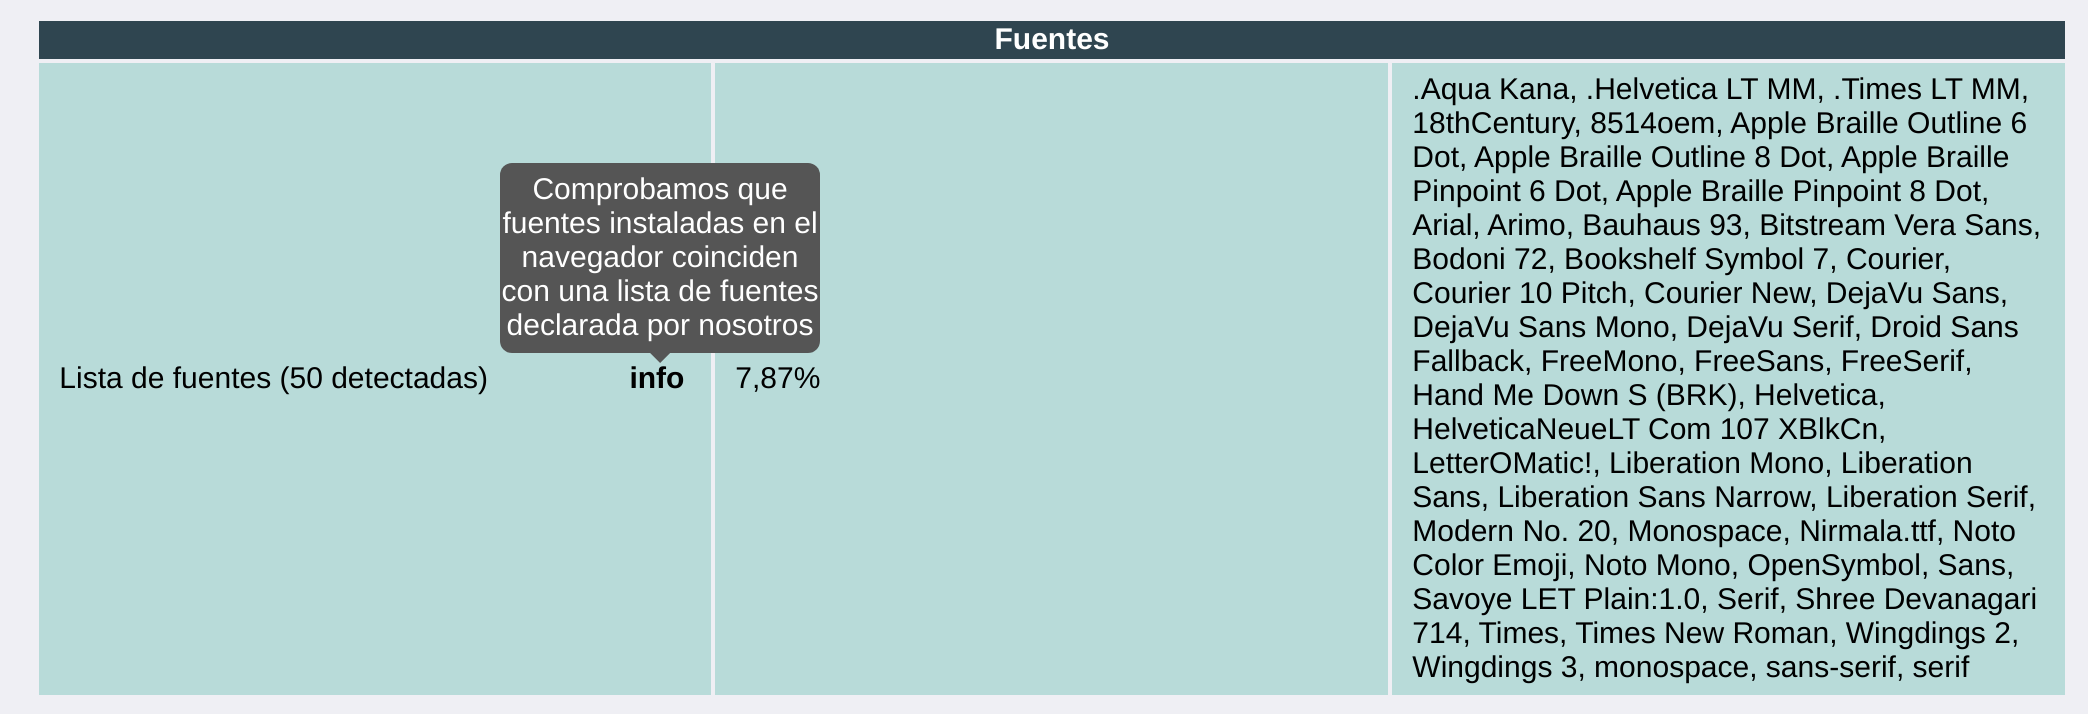 Fuentes
Comprobamos que
fuentes instaladas en el
navegador coinciden
con una lista de fuentes
declarada por nosotros
Lista de fuentes (50 detectadas)
info
7,87%
.Aqua Kana, .Helvetica LT MM, .Times LT MM,
18thCentury, 8514oem, Apple Braille Outline 6
Dot, Apple Braille Outline 8 Dot, Apple Braille
Pinpoint 6 Dot, Apple Braille Pinpoint 8 Dot,
Arial, Arimo, Bauhaus 93, Bitstream Vera Sans,
Bodoni 72, Bookshelf Symbol 7, Courier,
Courier 10 Pitch, Courier New, DejaVu Sans,
DejaVu Sans Mono, DejaVu Serif, Droid Sans
Fallback, FreeMono, FreeSans, FreeSerif,
Hand Me Down S (BRK), Helvetica,
HelveticaNeueLT Com 107 XBlkCn,
LetterOMatic!, Liberation Mono, Liberation
Sans, Liberation Sans Narrow, Liberation Serif,
Modern No. 20, Monospace, Nirmala.ttf, Noto
Color Emoji, Noto Mono, OpenSymbol, Sans,
Savoye LET Plain:1.0, Serif, Shree Devanagari
714, Times, Times New Roman, Wingdings 2,
Wingdings 3, monospace, sans-serif, serif